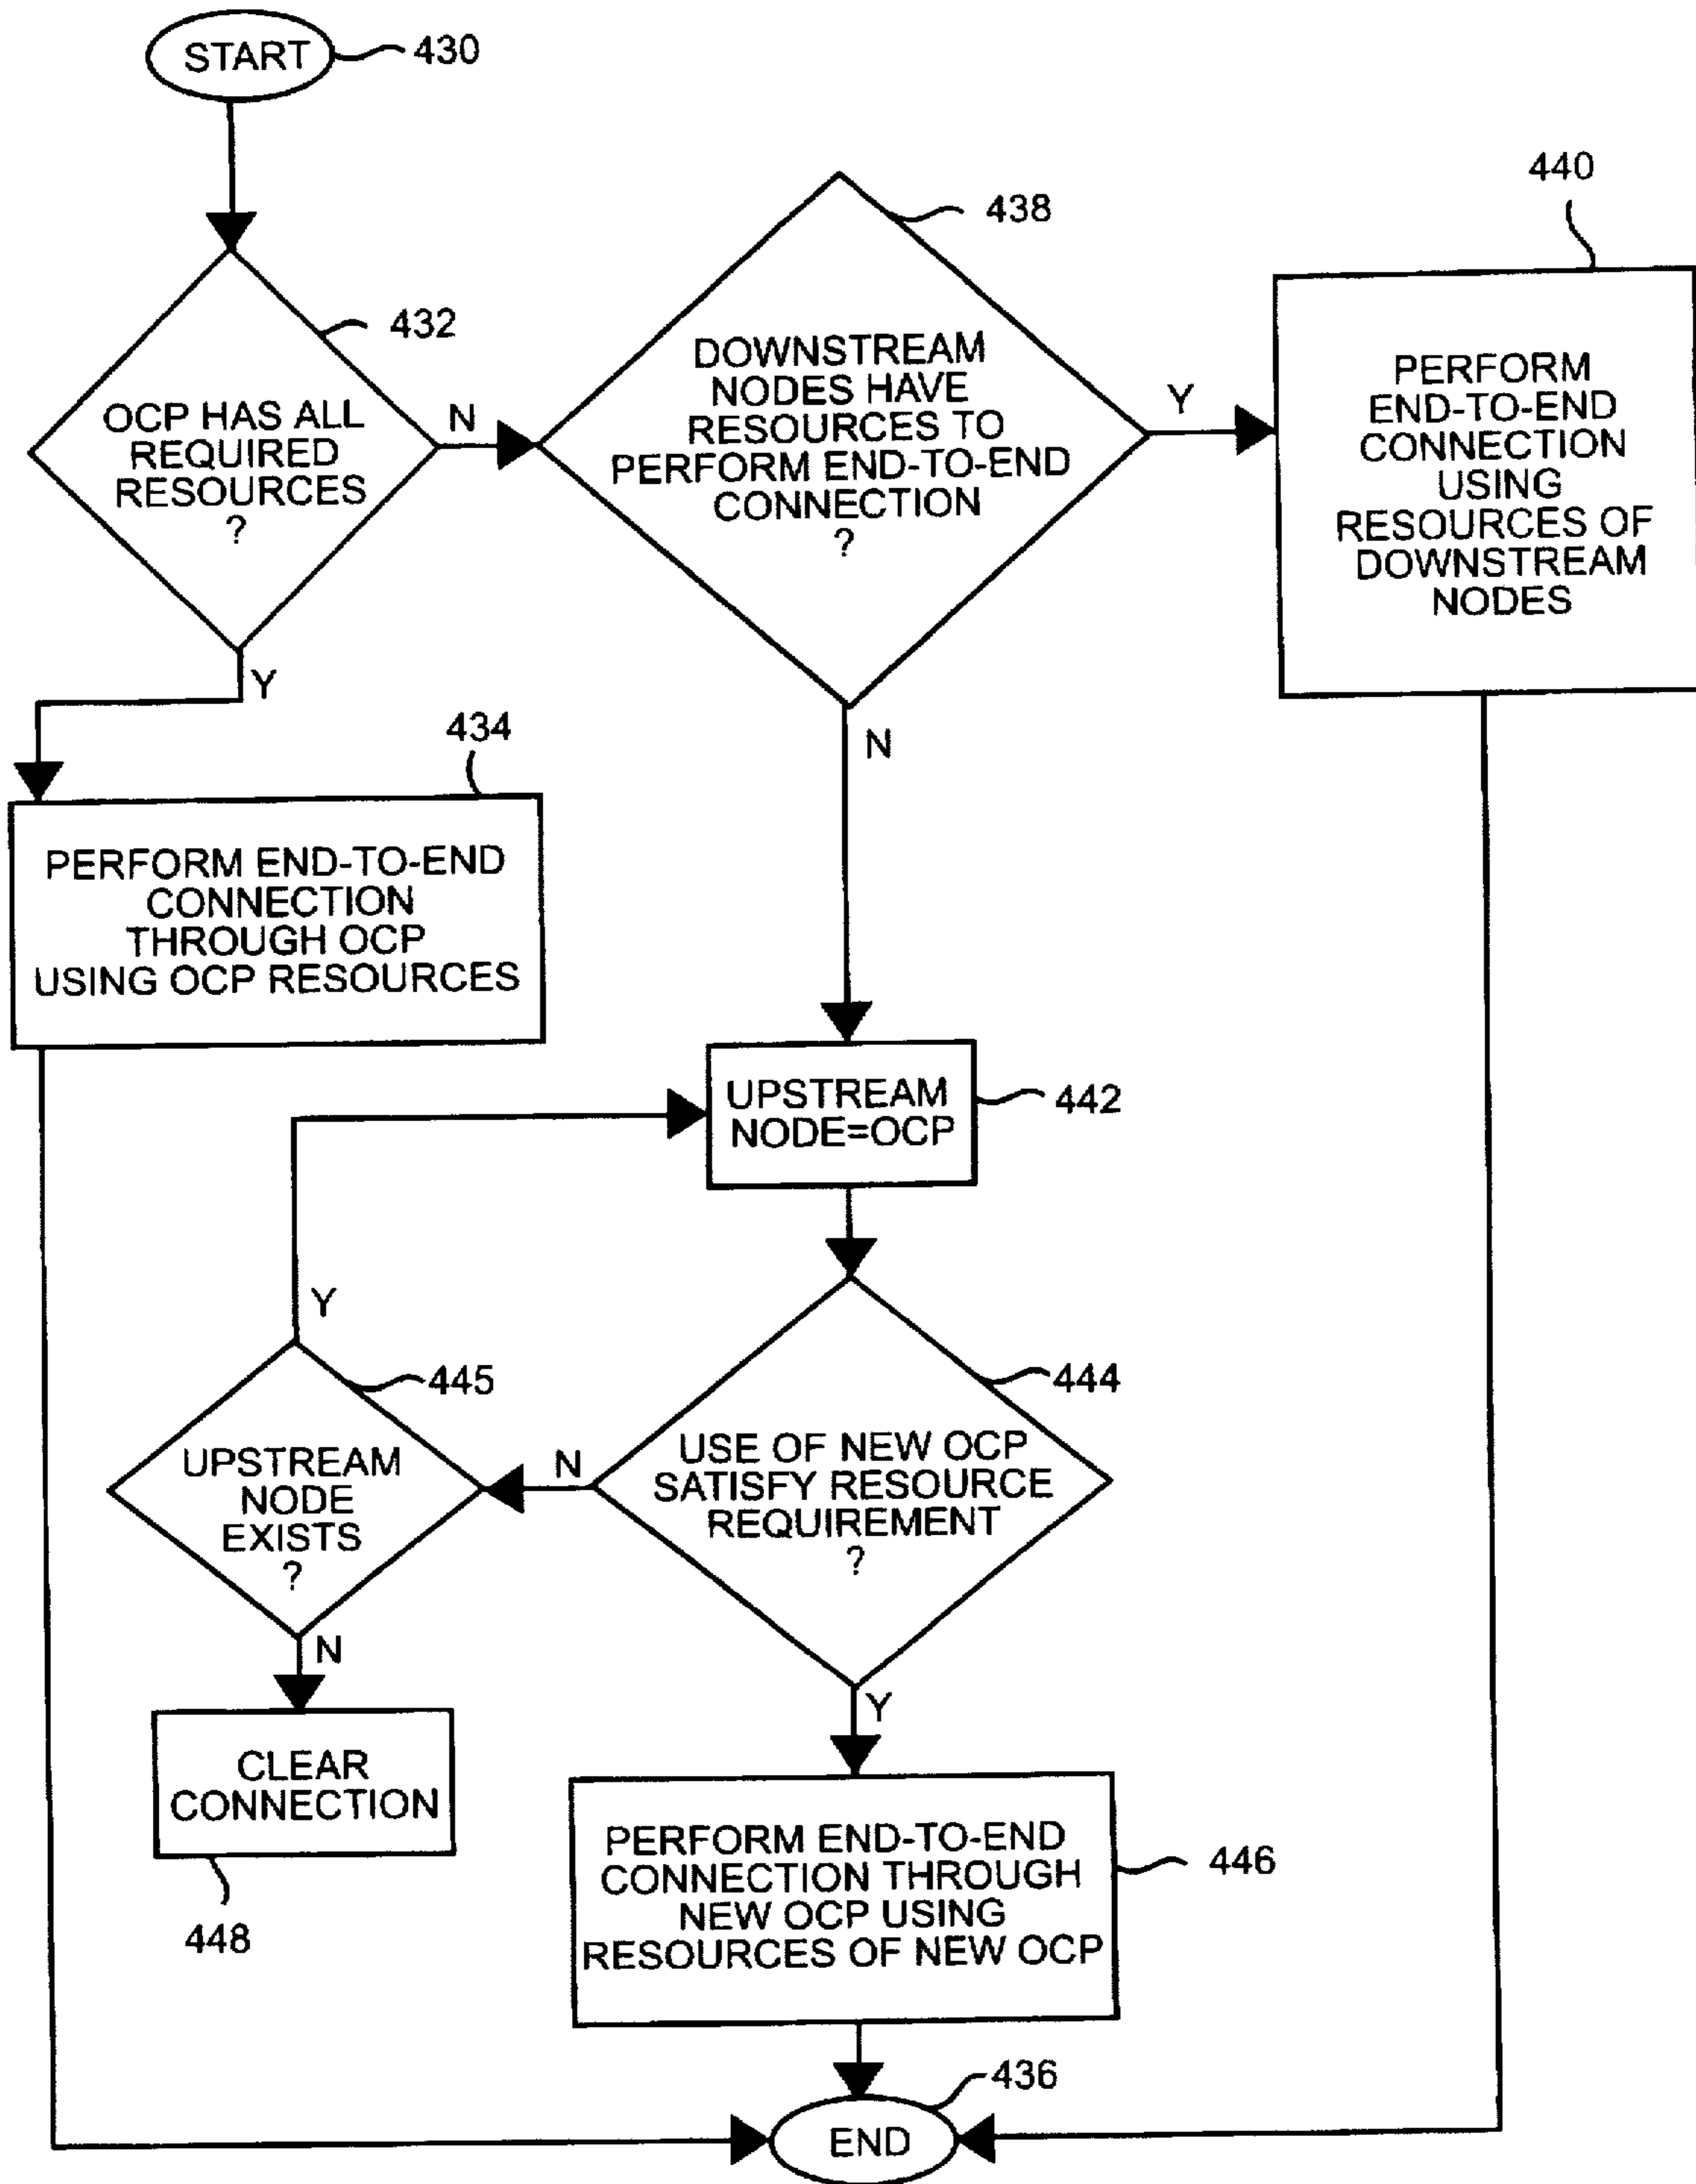 START
430
432
OCP HAS ALL
REQUIRED
RESOURCES
?
N
Y
438
DOWNSTREAM
NODES HAVE
RESOURCES TO
PERFORM END-TO-END
CONNECTION
?
Y
N
440
PERFORM
END-TO-END
CONNECTION
USING
RESOURCES OF
DOWNSTREAM
NODES
434
PERFORM END-TO-END
CONNECTION
THROUGH OCP
USING OCP RESOURCES
UPSTREAM
NODE=OCP
442
Y
445
UPSTREAM
NODE
EXISTS
?
N
N
444
USE OF NEW OCP
SATISFY RESOURCE
REQUIREMENT
?
Y
CLEAR
CONNECTION
448
PERFORM END-TO-END
CONNECTION THROUGH
NEW OCP USING
RESOURCES OF NEW OCP
446
436
END